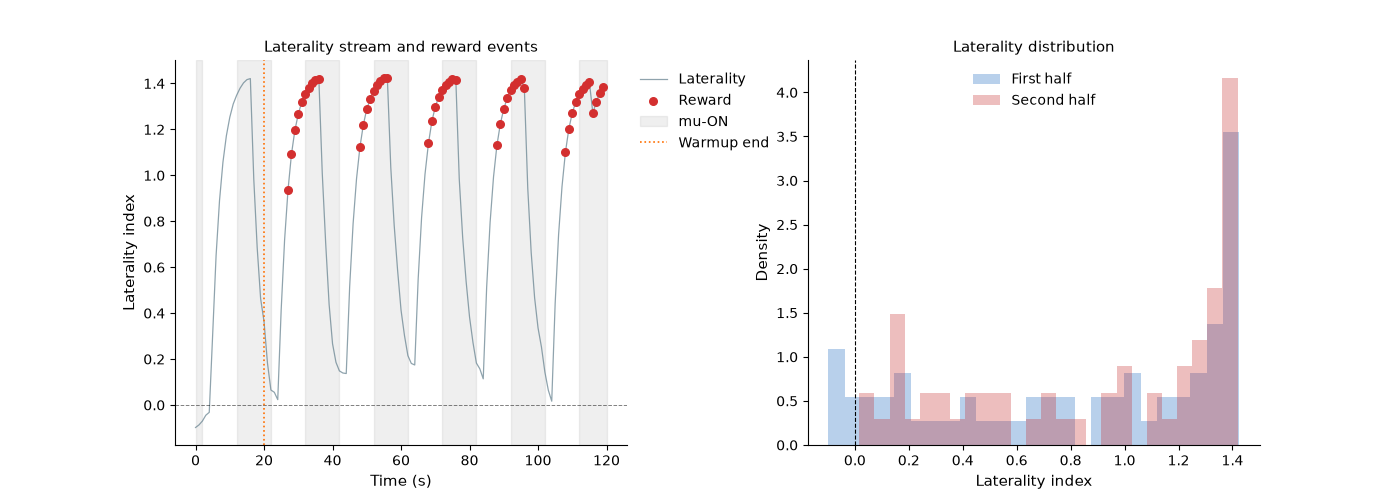 Laterality stream and reward events
Laterality index
1.4
1.2
1.0
0.8
0.6
0.4
0.2
0.0
0
20
40
60
80
100
120
Time (s)
Laterality
Reward
mu-ON
Warmup end
Laterality distribution
Density
4.0
3.5
3.0
2.5
2.0
1.5
1.0
0.5
0.0
0.0
0.2
0.4
0.6
0.8
1.0
1.2
1.4
Laterality index
First half
Second half